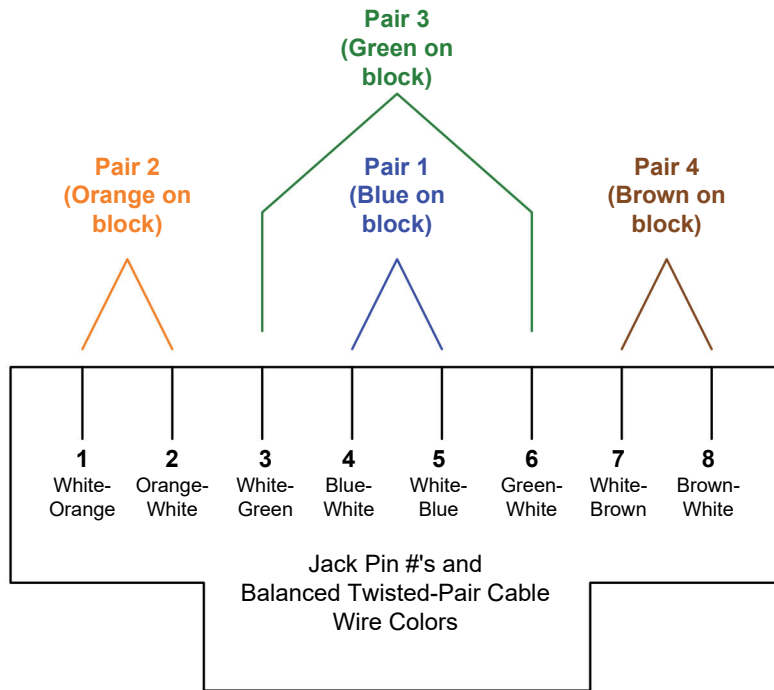 Pair 3
(Green on
block)
Pair 2
(Orange on
block)
Pair 1
(Blue on
block)
Pair 4
(Brown on
block)
1
White-
Orange
2
Orange-
White
3
White-
Green
4
Blue-
White
5
White-
Blue
6
Green-
White
7
White-
Brown
8
Brown-
White
Jack Pin #'s and
Balanced Twisted-Pair Cable
Wire Colors